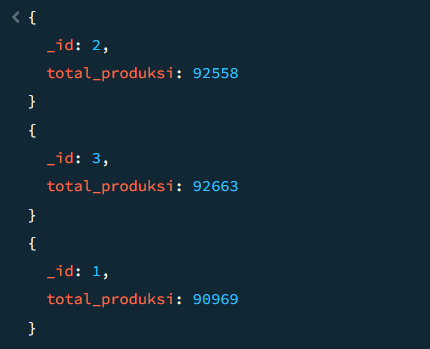 {
_id: 2,
total_produksi: 92558
}
{
_id: 3,
total_produksi: 92663
}
{
_id: 1,
total_produksi: 90969
}